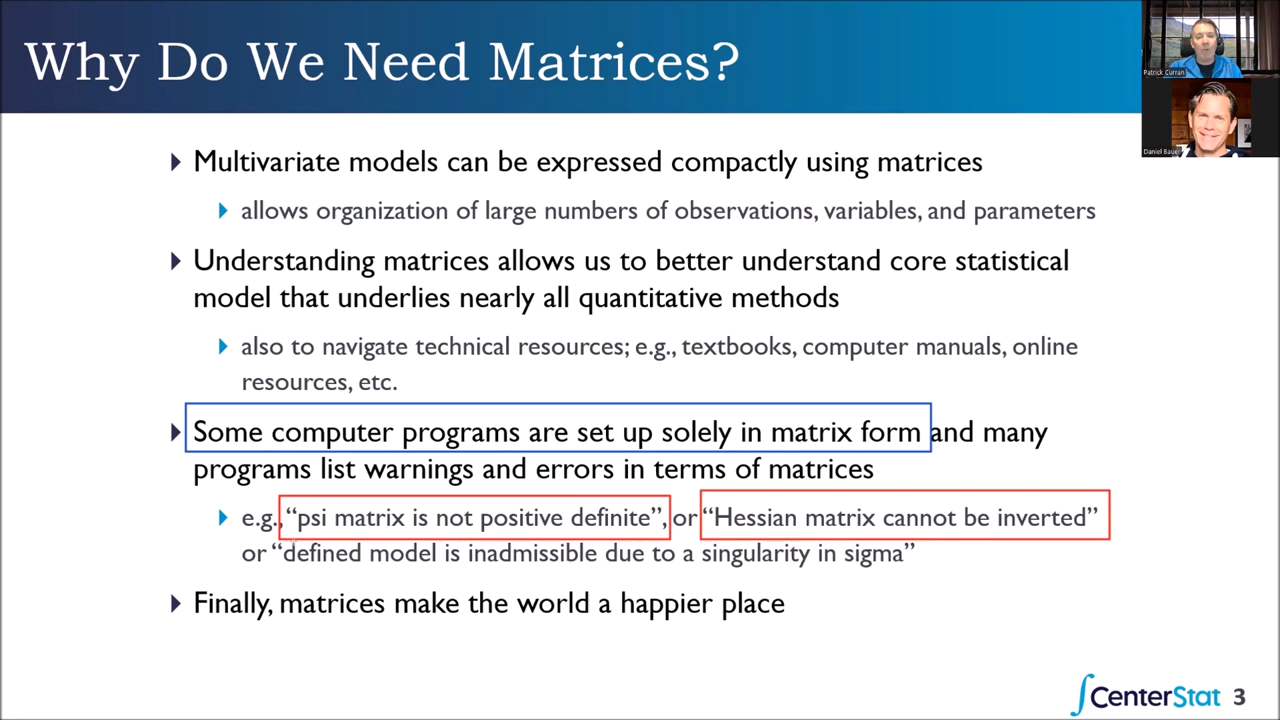 Why Do We Need Matrices?
Patrick Curran
Multivariate models can be expressed compactly using matrices
allows organization of large numbers of observations, variables, and parameters
Understanding matrices allows us to better understand core statistical
model that underlies nearly all quantitative methods
also to navigate technical resources; e.g., textbooks, computer manuals, online
resources, etc.
Some computer programs are set up solely in matrix form and many
programs list warnings and errors in terms of matrices
e.g., “psi matrix is not positive definite”, or “Hessian matrix cannot be inverted”
or “defined model is inadmissible due to a singularity in sigma”
Finally, matrices make the world a happier place
CenterStat 3